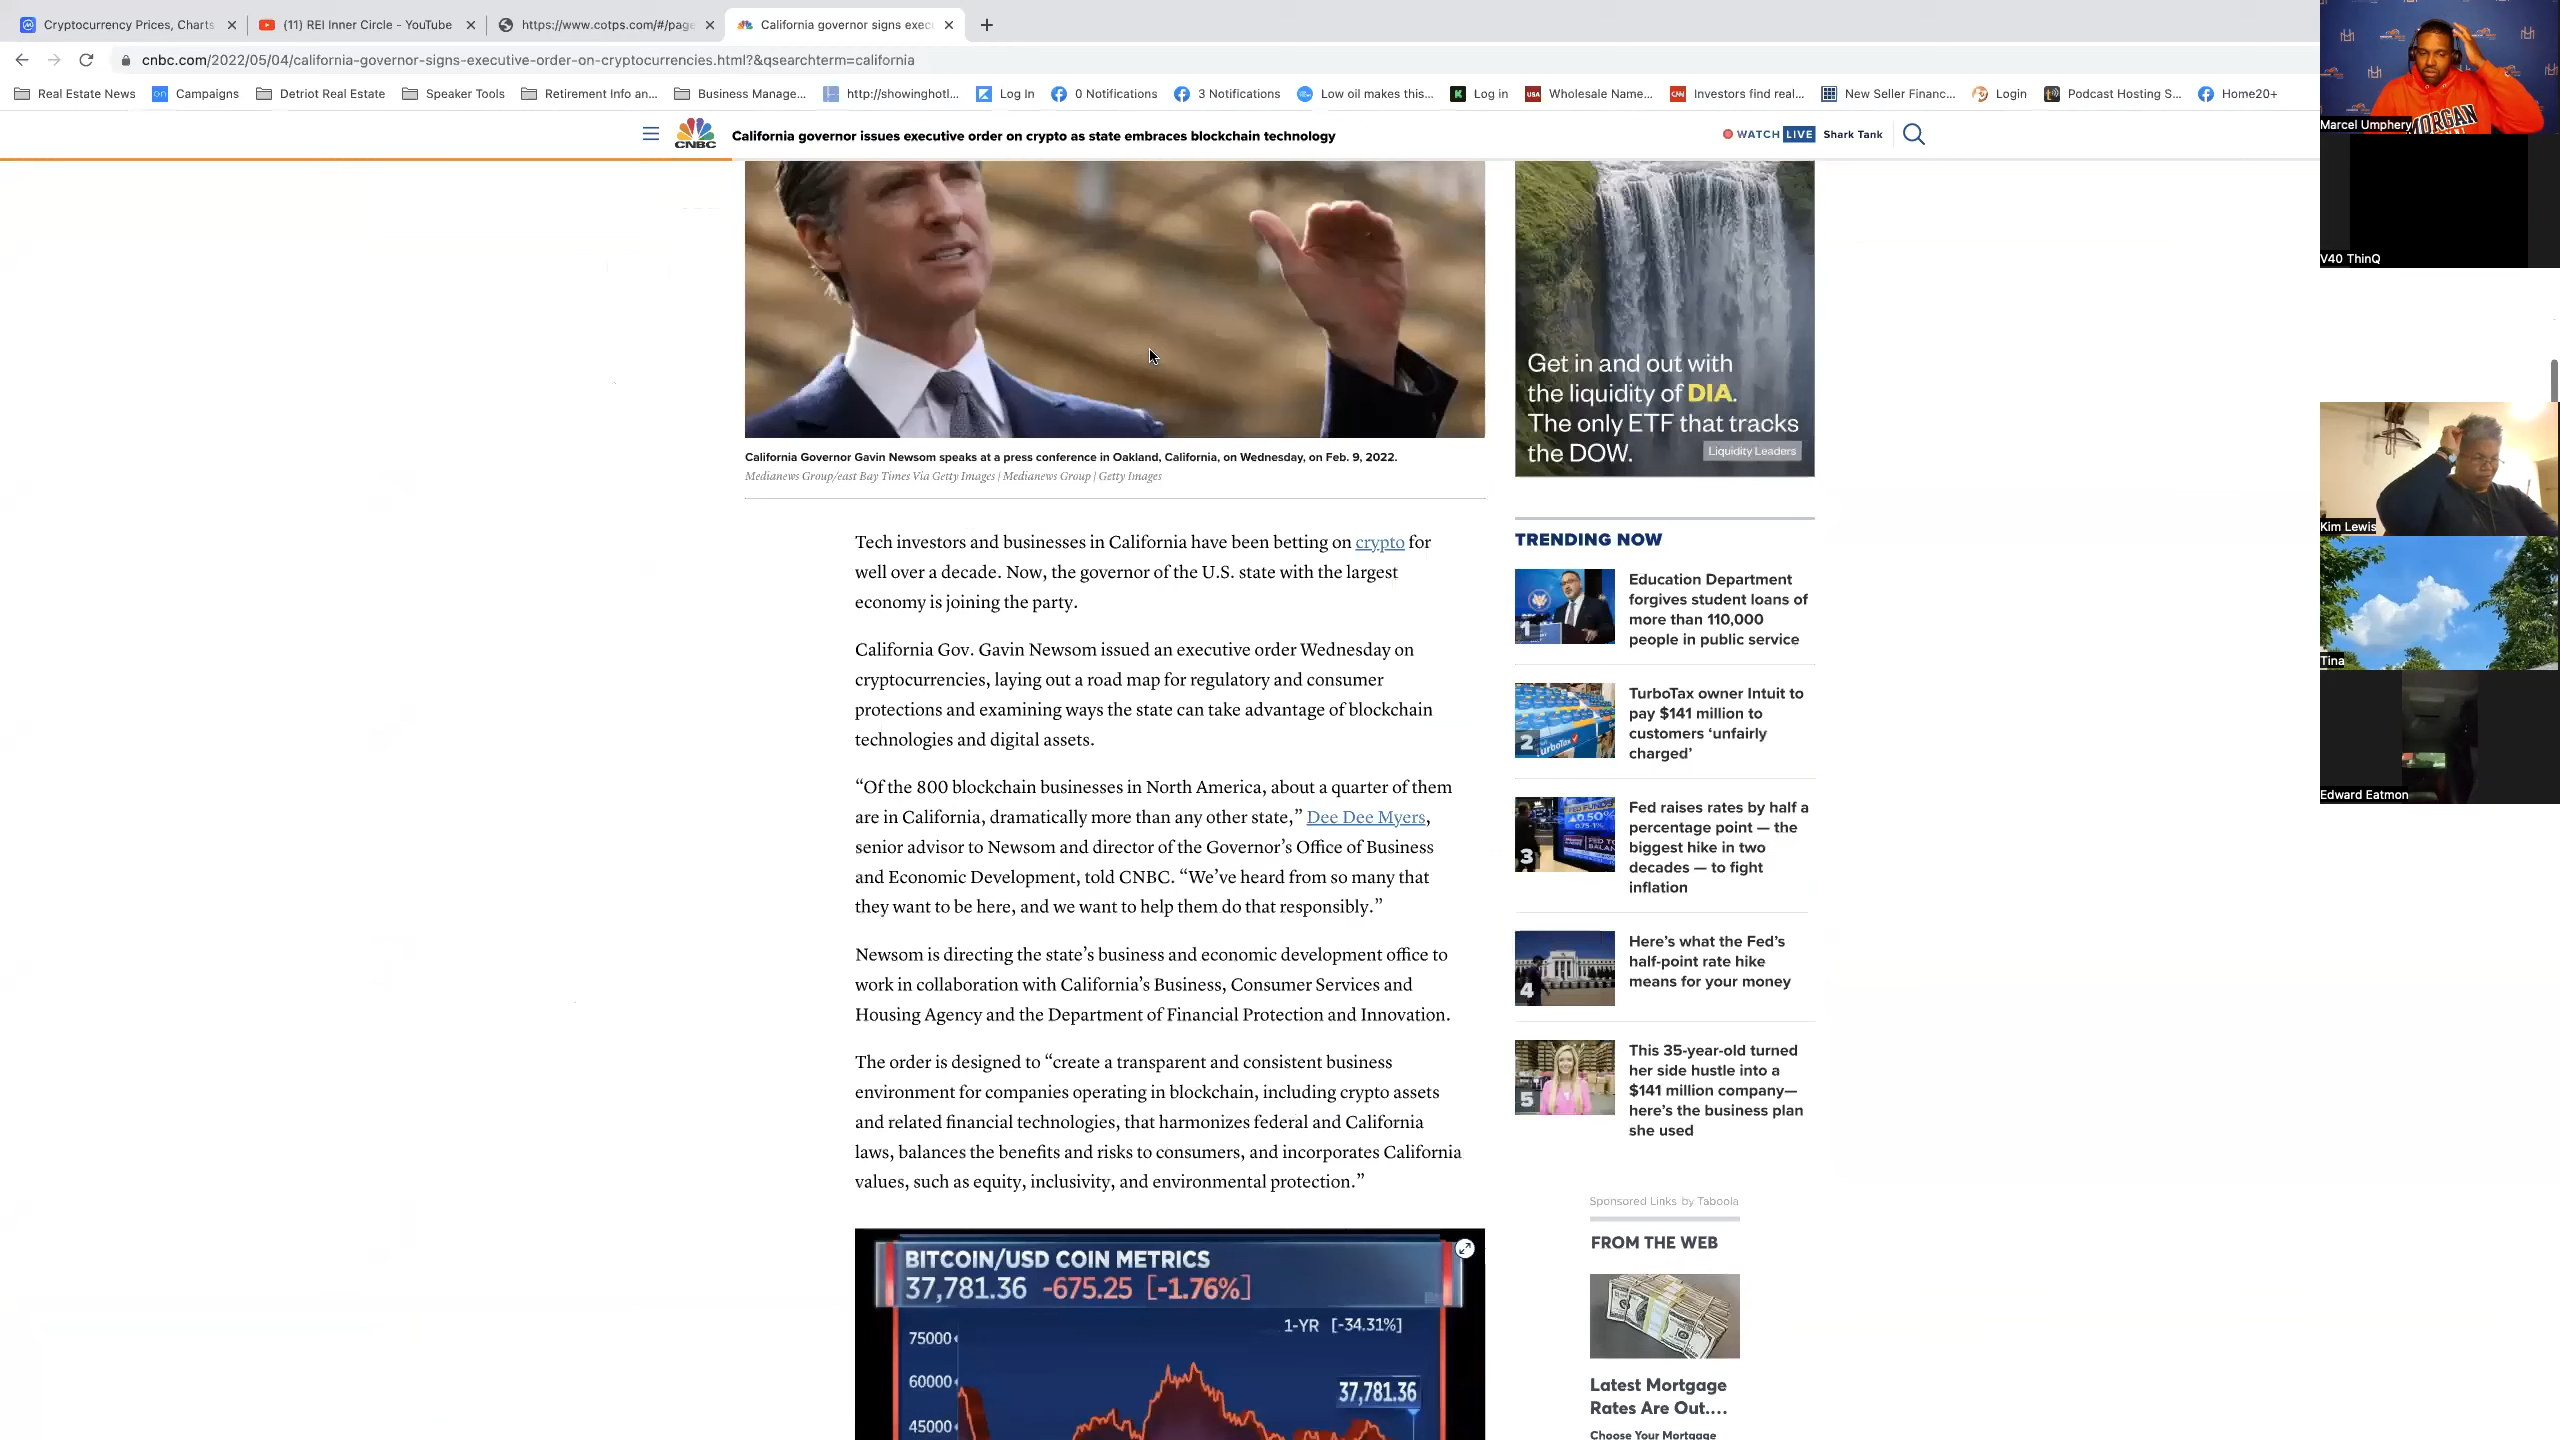 Cryptocurrency Prices, Charts
(11) REI Inner Circle - YouTube
https://www.cotps.com/#/page
California governor signs exec
cnbc.com/2022/05/04/california-governor-signs-executive-order-on-cryptocurrencies.html?&qsearchterm=california
Real Estate News
on Campaigns
Detriot Real Estate
Speaker Tools
Retirement Info an...
Business Manage...
http://showinghotl...
Log In
0 Notifications
3 Notifications
Low oil makes this...
Log in
Wholesale Name...
Investors find real...
New Seller Financ...
Login
Podcast Hosting S...
Home20+
CNBC
California governor issues executive order on crypto as state embraces blockchain technology
WATCH LIVE Shark Tank
California Governor Gavin Newsom speaks at a press conference in Oakland, California, on Wednesday, on Feb. 9, 2022.
Medianews Group/east Bay Times Via Getty Images | Medianews Group | Getty Images
Tech investors and businesses in California have been betting on crypto for
well over a decade. Now, the governor of the U.S. state with the largest
economy is joining the party.
California Gov. Gavin Newsom issued an executive order Wednesday on
cryptocurrencies, laying out a road map for regulatory and consumer
protections and examining ways the state can take advantage of blockchain
technologies and digital assets.
“Of the 800 blockchain businesses in North America, about a quarter of them
are in California, dramatically more than any other state,” Dee Dee Myers,
senior advisor to Newsom and director of the Governor’s Office of Business
and Economic Development, told CNBC. “We’ve heard from so many that
they want to be here, and we want to help them do that responsibly.”
Newsom is directing the state’s business and economic development office to
work in collaboration with California’s Business, Consumer Services and
Housing Agency and the Department of Financial Protection and Innovation.
The order is designed to “create a transparent and consistent business
environment for companies operating in blockchain, including crypto assets
and related financial technologies, that harmonizes federal and California
laws, balances the benefits and risks to consumers, and incorporates California
values, such as equity, inclusivity, and environmental protection.”
BITCOIN/USD COIN METRICS
37,781.36 -675.25 [-1.76%]
1-YR [-34.31%]
75000
60000
45000
37,781.36
Get in and out with
the liquidity of DIA.
The only ETF that tracks
the DOW.
Liquidity Leaders
TRENDING NOW
1
Education Department
forgives student loans of
more than 110,000
people in public service
2
TurboTax owner Intuit to
pay $141 million to
customers ‘unfairly
charged’
3
Fed raises rates by half a
percentage point — the
biggest hike in two
decades — to fight
inflation
4
Here’s what the Fed’s
half-point rate hike
means for your money
5
This 35-year-old turned
her side hustle into a
$141 million company—
here’s the business plan
she used
Sponsored Links by Taboola
FROM THE WEB
Latest Mortgage
Rates Are Out....
Choose Your Mortgage
MORGAN
Marcel Umphery
V40 ThinQ
Kim Lewis
Tina
Edward Eatmon